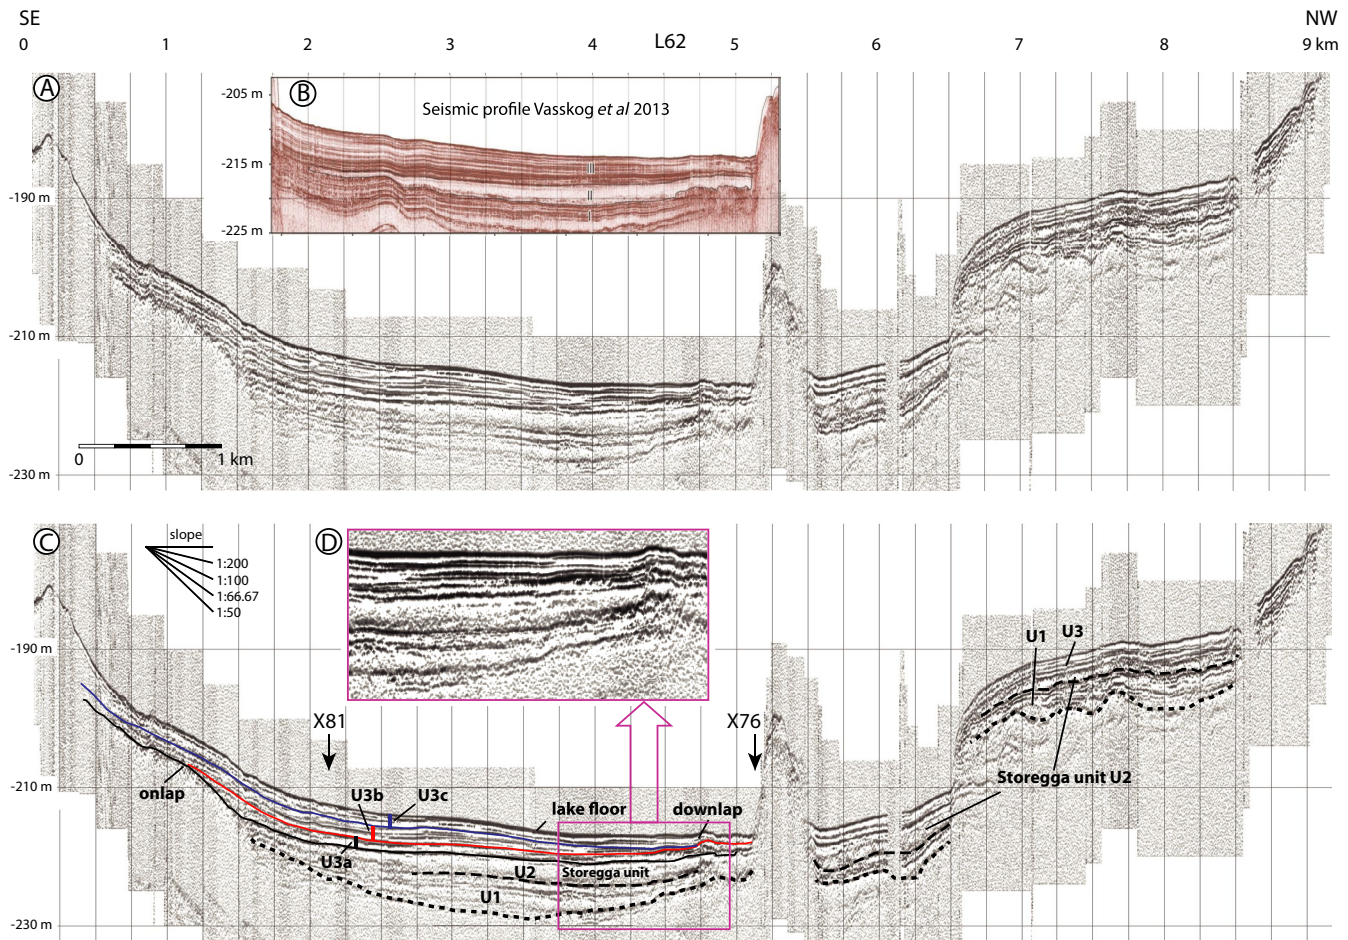 SE
NW
0 1 2 3 4 L62 5 6 7 8 9 km
A
B
Seismic profile Vasskog et al 2013
-205 m
-215 m
-225 m
III
II
I
-190 m
-210 m
-230 m
0 1 km
C
slope
1:200
1:100
1:66.67
1:50
D
-190 m
-210 m
-230 m
X81
X76
onlap
U3b
U3c
U3a
lake floor
downlap
U2
Storegga unit
U1
U1
U3
Storegga unit U2